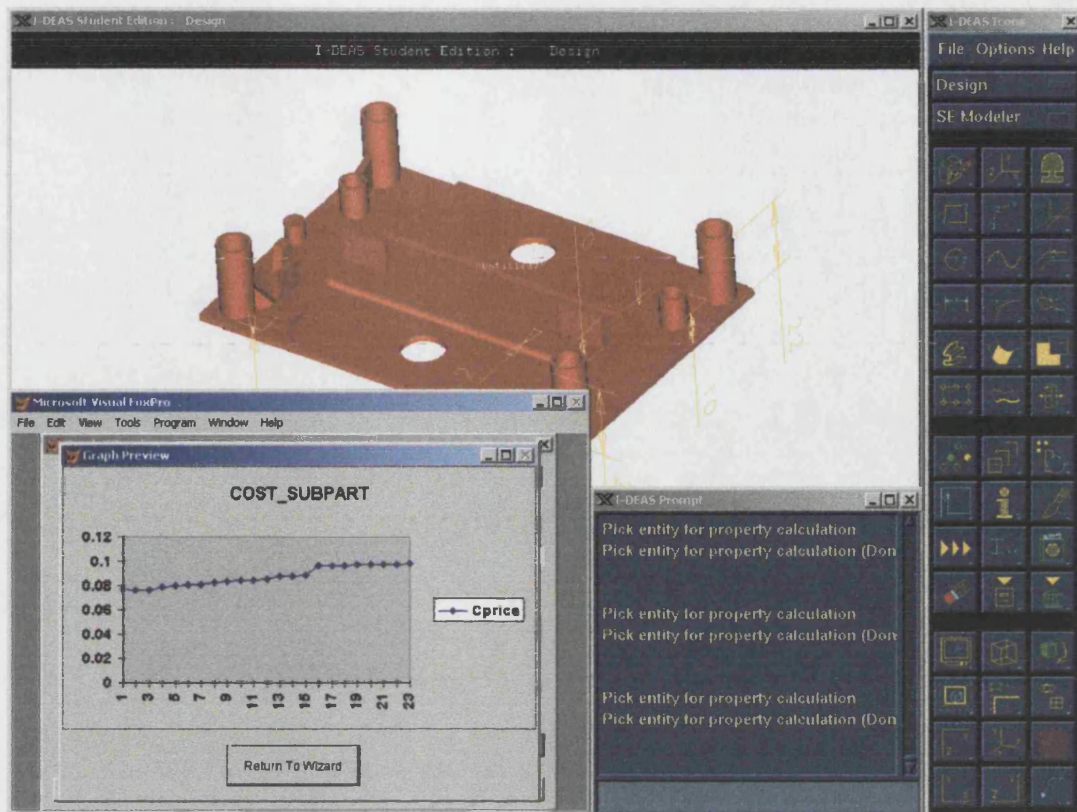 I-DEAS Student Edition : Design
I-DEAS Student Edition : Design
I-DEAS Icons
File Options Help
Design
SE Modeler
Microsoft Visual FoxPro
File Edit View Tools Program Window Help
Graph Preview
COST_SUBPART
0.12
0.1
0.08
0.06
0.04
0.02
0
1 3 5 7 9 11 13 15 17 19 21 23
Cprice
Return To Wizard
I-DEAS Prompt
Pick entity for property calculation
Pick entity for property calculation (Don
Pick entity for property calculation
Pick entity for property calculation (Don
Pick entity for property calculation
Pick entity for property calculation (Don